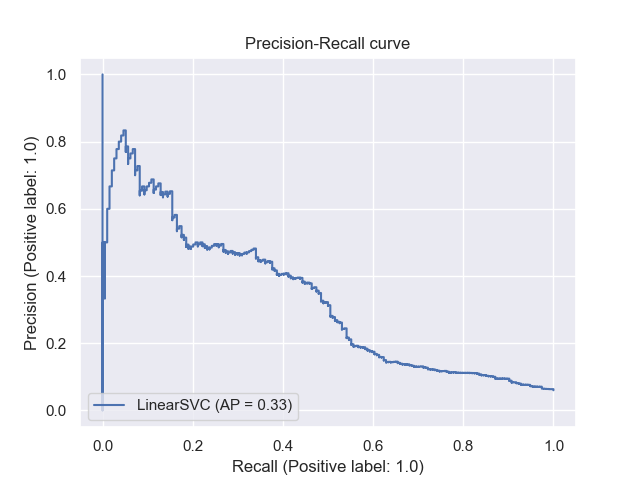 Precision-Recall curve
Precision (Positive label: 1.0)
1.0
0.8
0.6
0.4
0.2
0.0
LinearSVC (AP = 0.33)
0.0 0.2 0.4 0.6 0.8 1.0
Recall (Positive label: 1.0)